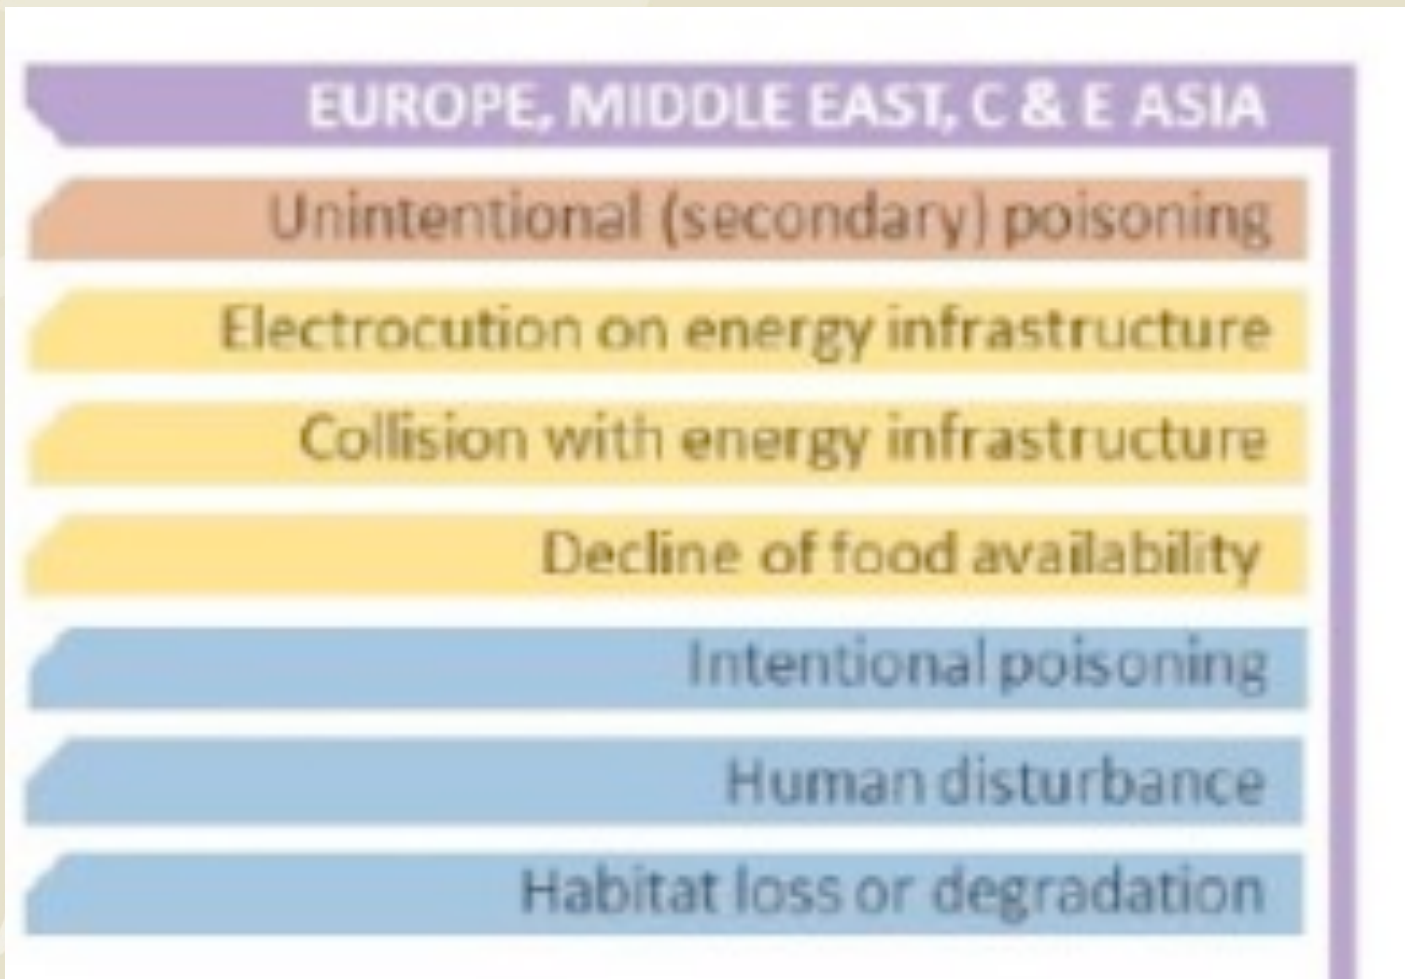 EUROPE, MIDDLE EAST, C & E ASIA
Unintentional (secondary) poisoning
Electrocution on energy infrastructure
Collision with energy infrastructure
Decline of food availability
Intentional poisoning
Human disturbance
Habitat loss or degradation